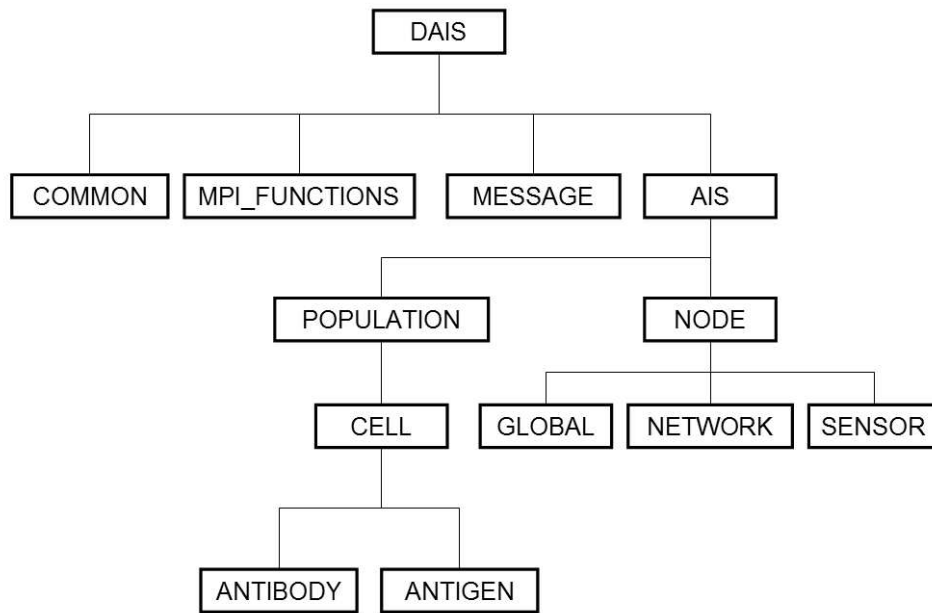 DAIS
COMMON
MPI_FUNCTIONS
MESSAGE
AIS
POPULATION
NODE
CELL
GLOBAL
NETWORK
SENSOR
ANTIBODY
ANTIGEN